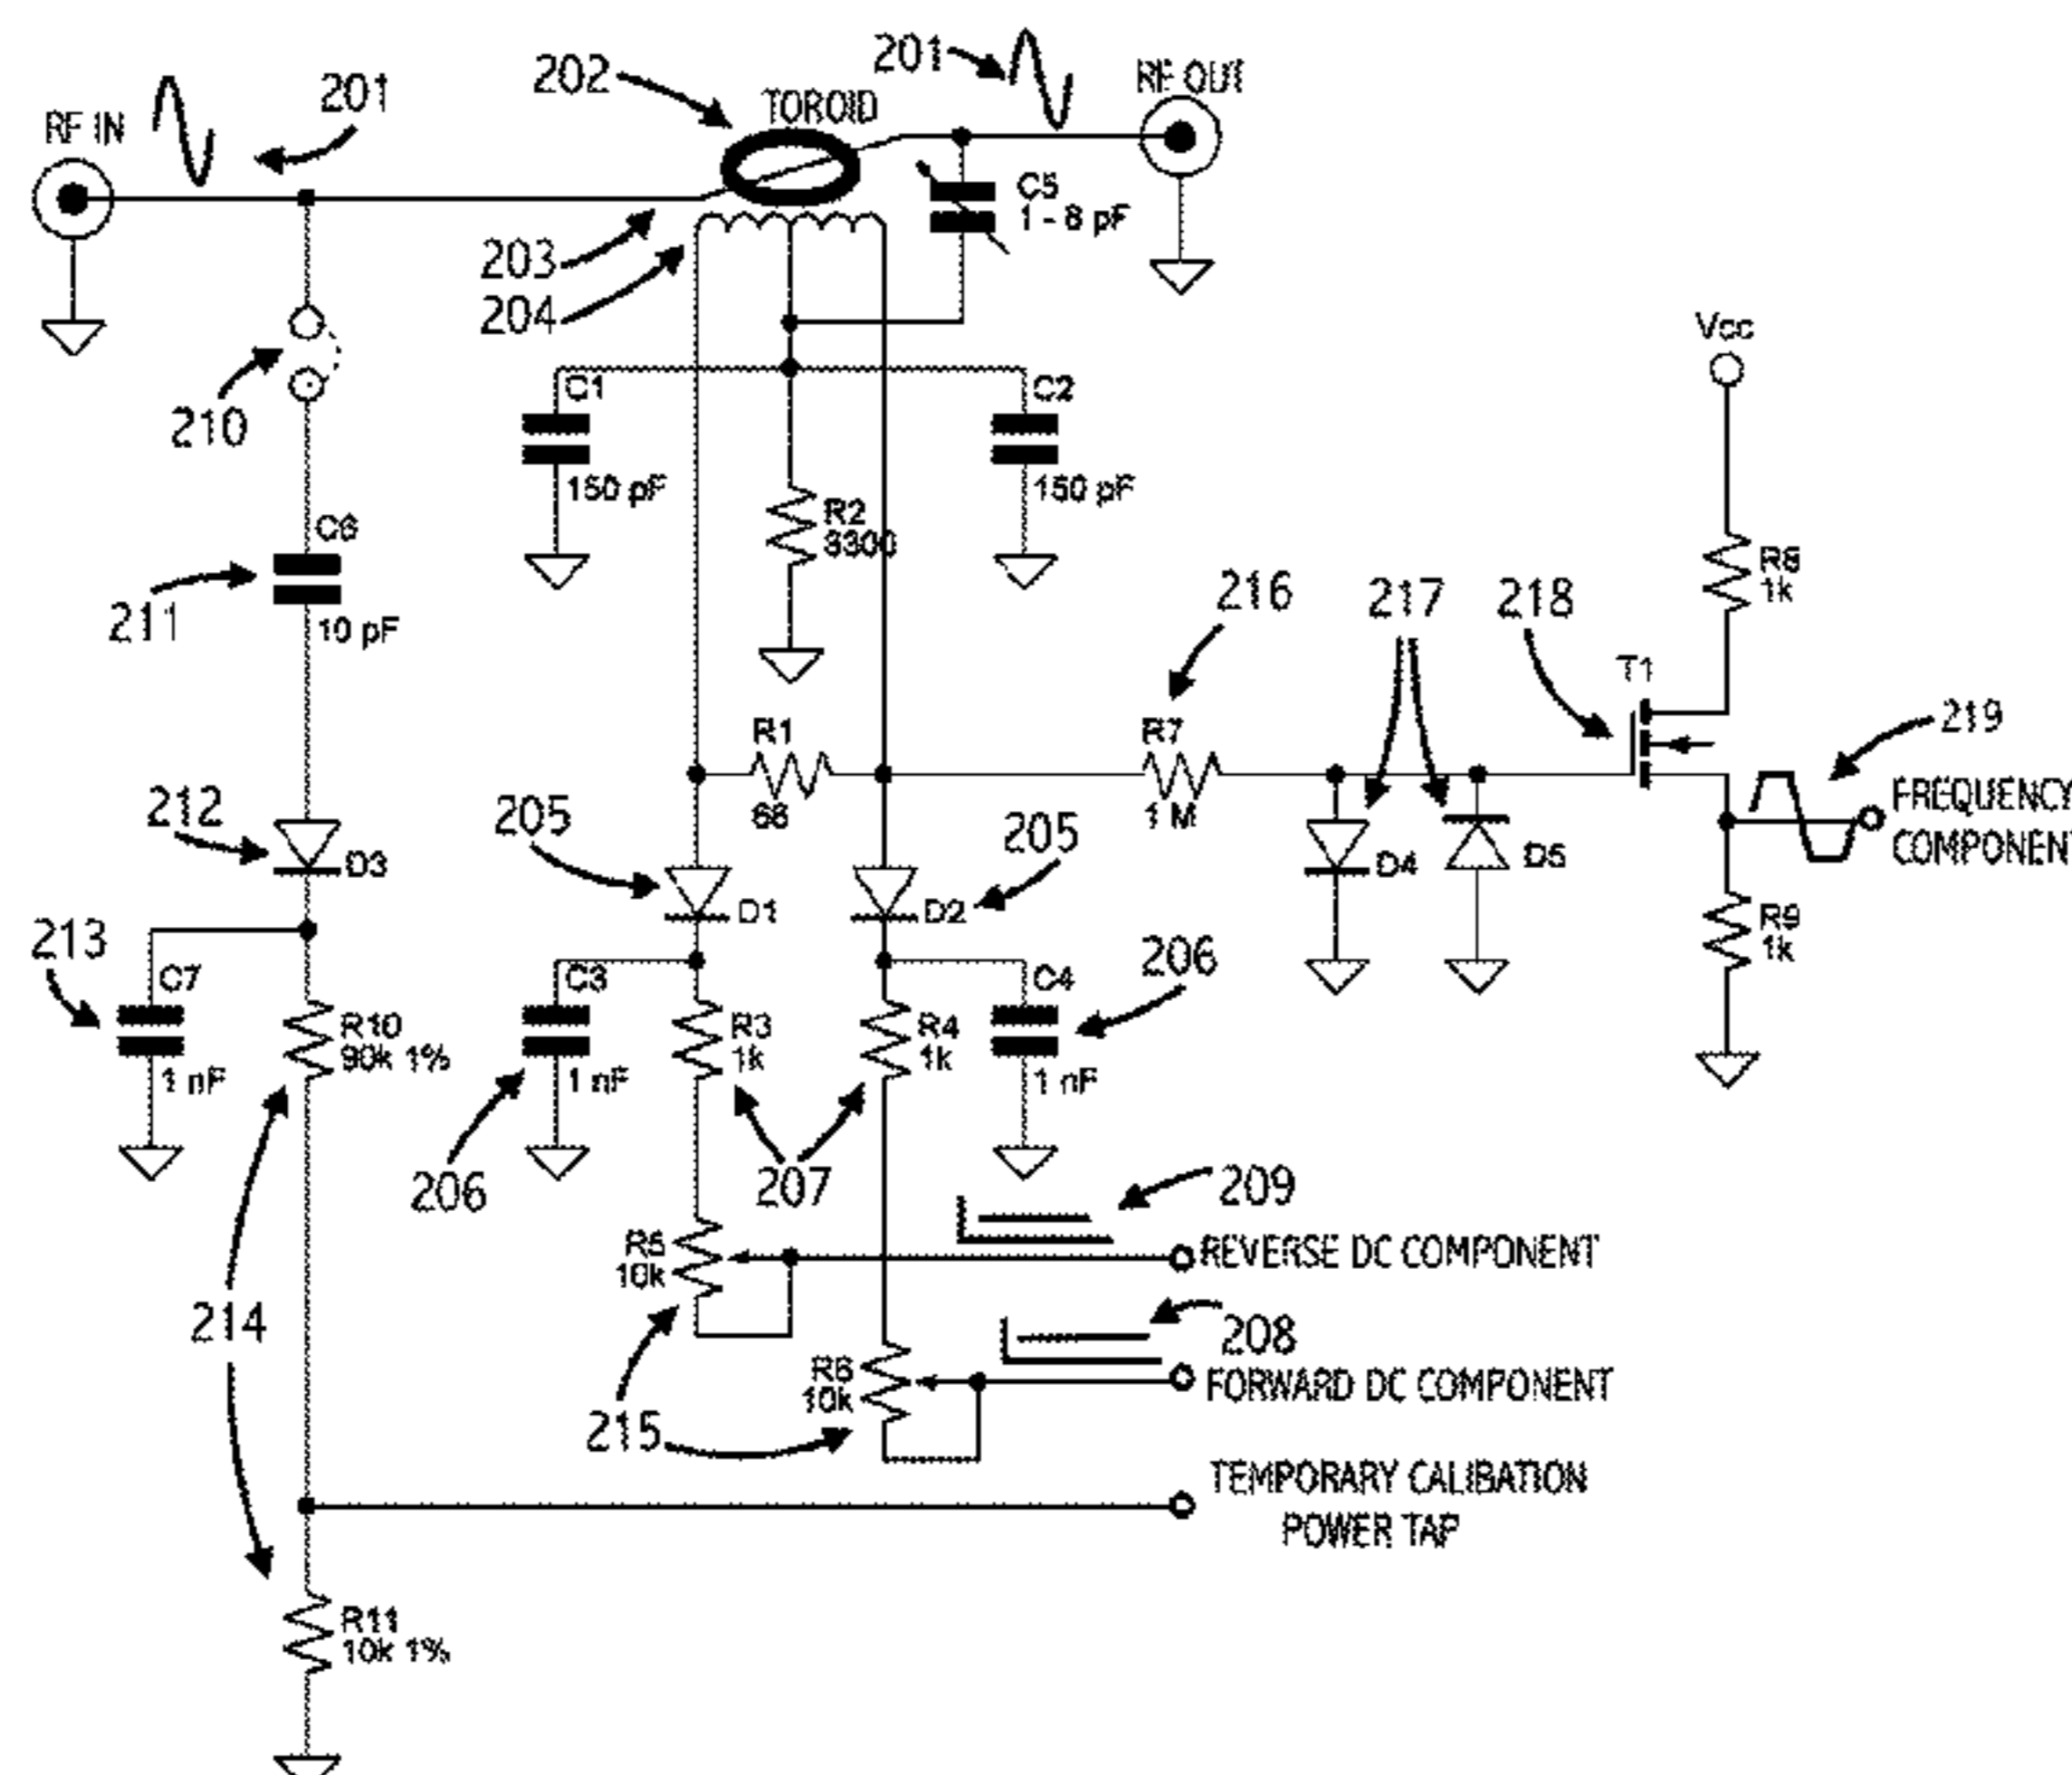 RF IN
201
202
TOROID
201
RF OUT
203
204
C5
1 - 8 pF
210
C1
150 pF
C2
150 pF
R2
3300
Vcc
C6
10 pF
211
216
217
218
R8
1k
T1
219
FREQUENCY
COMPONENT
R1
68
R7
1 M
212
D3
205
D1
205
D2
D4
D5
R9
1k
213
C7
1 nF
R10
90k 1%
C3
1 nF
R3
1k
R4
1k
C4
1 nF
206
206
207
209
REVERSE DC COMPONENT
R5
10k
214
208
FORWARD DC COMPONENT
R6
10k
215
TEMPORARY CALIBATION
POWER TAP
R11
10k 1%